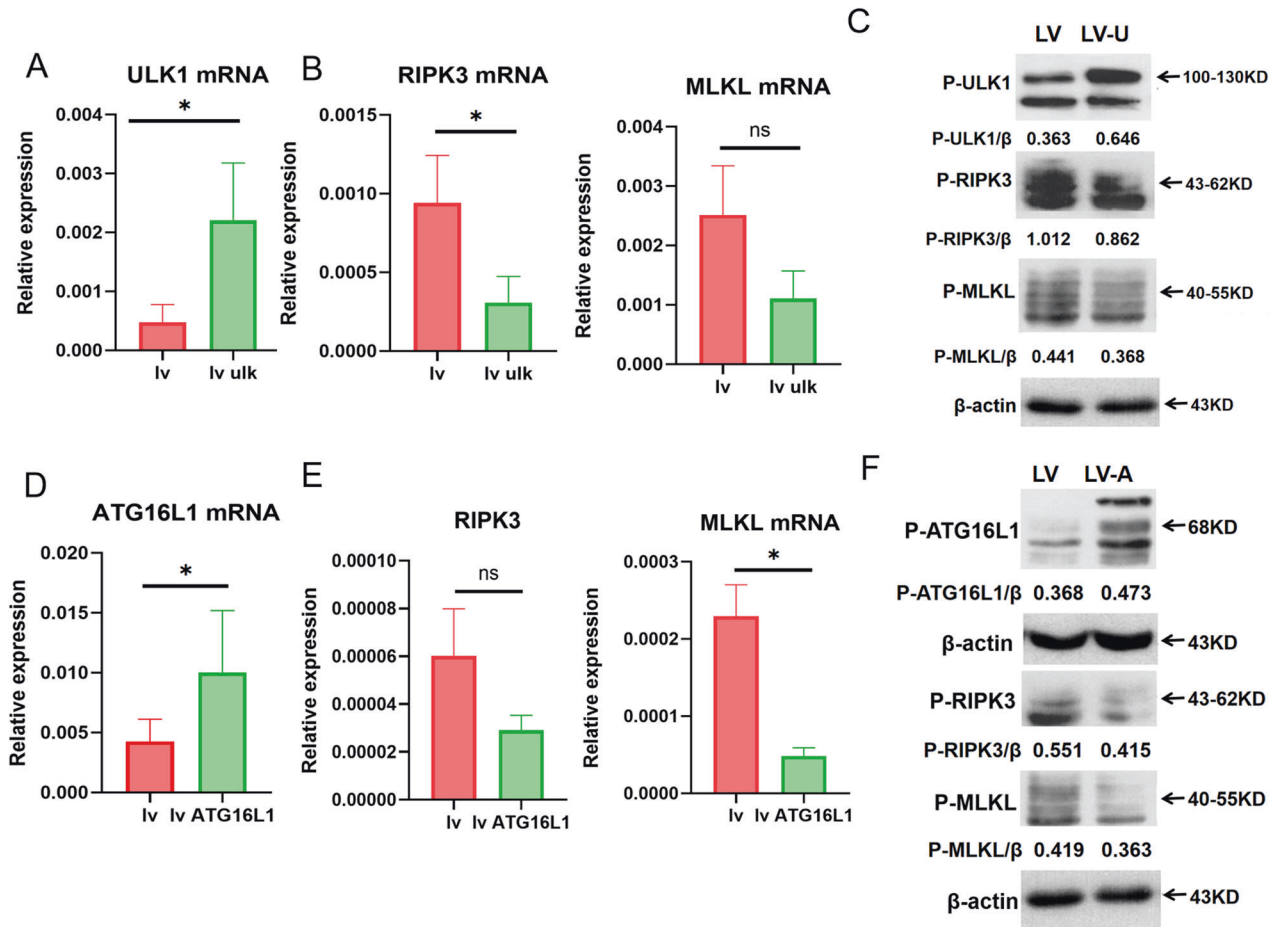 A
ULK1 mRNA
*
Relative expression
0.004
0.003
0.002
0.001
0.000
lv
lv ulk
B
RIPK3 mRNA
*
Relative expression
0.0015
0.0010
0.0005
0.0000
lv
lv ulk
MLKL mRNA
ns
Relative expression
0.004
0.003
0.002
0.001
0.000
lv
lv ulk
C
LV LV-U
P-ULK1 100-130KD
P-ULK1/β 0.363 0.646
P-RIPK3 43-62KD
P-RIPK3/β 1.012 0.862
P-MLKL 40-55KD
P-MLKL/β 0.441 0.368
β-actin 43KD
D
ATG16L1 mRNA
*
Relative expression
0.020
0.015
0.010
0.005
0.000
lv lv ATG16L1
E
RIPK3
ns
Relative expression
0.00010
0.00008
0.00006
0.00004
0.00002
0.00000
lv lv ATG16L1
MLKL mRNA
*
Relative expression
0.0003
0.0002
0.0001
0.0000
lv lv ATG16L1
F
LV LV-A
P-ATG16L1 68KD
P-ATG16L1/β 0.368 0.473
β-actin 43KD
P-RIPK3 43-62KD
P-RIPK3/β 0.551 0.415
P-MLKL 40-55KD
P-MLKL/β 0.419 0.363
β-actin 43KD